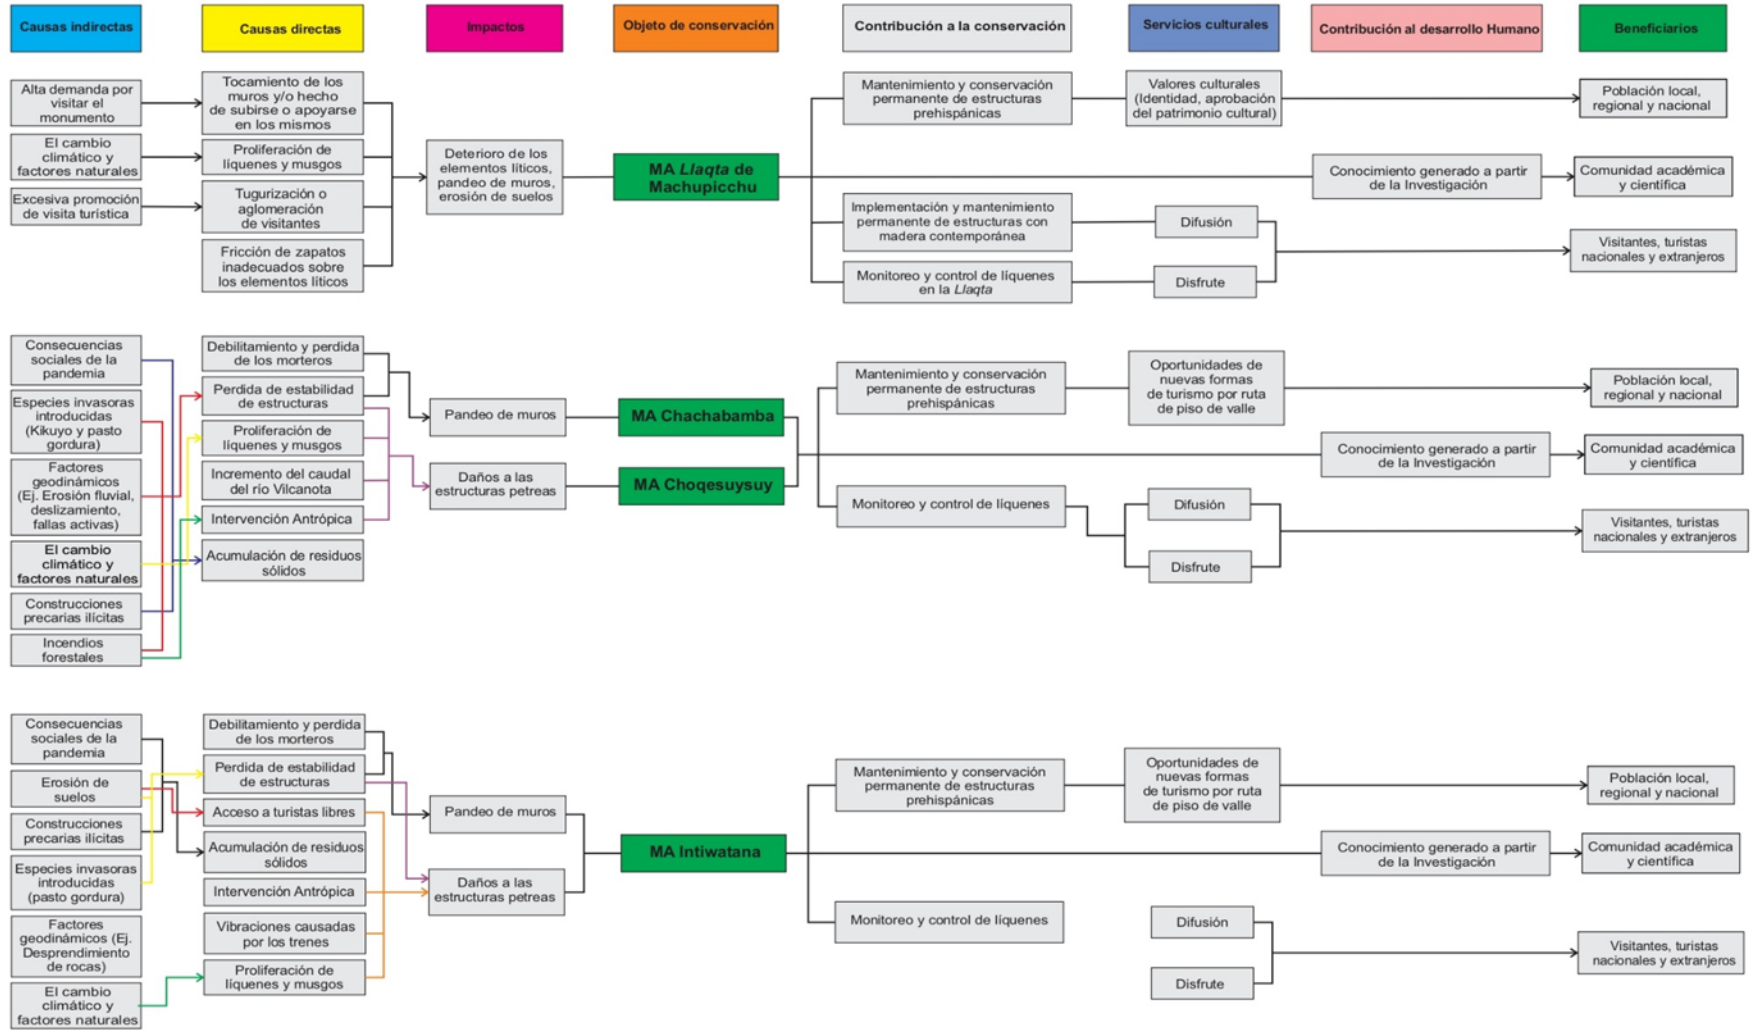 Causas indirectas
Causas directas
Impactos
Objeto de conservación
Contribución a la conservación
Servicios culturales
Contribución al desarrollo Humano
Beneficiarios
Alta demanda por
visitar el
monumento
El cambio
climático y
factores naturales
Excesiva promoción
de visita turística
Tocamiento de los
muros y/o hecho
de subirse o apoyarse
en los mismos
Proliferación de
líquenes y musgos
Tugurización o
aglomeración
de visitantes
Fricción de zapatos
inadecuados sobre
los elementos líticos
Deterioro de los
elementos líticos,
pandeo de muros,
erosión de suelos
MA Llaqta de
Machupicchu
Mantenimiento y conservación
permanente de estructuras
prehispánicas
Implementación y mantenimiento
permanente de estructuras con
madera contemporánea
Monitoreo y control de líquenes
en la Llaqta
Valores culturales
(Identidad, aprobación
del patrimonio cultural)
Difusión
Disfrute
Conocimiento generado a partir
de la Investigación
Población local,
regional y nacional
Comunidad académica
y científica
Visitantes, turistas
nacionales y extranjeros
Consecuencias
sociales de la
pandemia
Especies invasoras
introducidas
(Kikuyo y pasto
gordura)
Factores
geodinámicos
(Ej. Erosión fluvial,
deslizamiento,
fallas activas)
El cambio
climático y
factores naturales
Construcciones
precarias ilícitas
Incendios
forestales
Debilitamiento y perdida
de los morteros
Perdida de estabilidad
de estructuras
Proliferación de
líquenes y musgos
Incremento del caudal
del río Vilcanota
Intervención Antrópica
Acumulación de residuos
sólidos
Pandeo de muros
Daños a las
estructuras petreas
MA Chachabamba
MA Choqesuysuy
Mantenimiento y conservación
permanente de estructuras
prehispánicas
Monitoreo y control de líquenes
Oportunidades de
nuevas formas
de turismo por ruta
de piso de valle
Difusión
Disfrute
Conocimiento generado a partir
de la Investigación
Población local,
regional y nacional
Comunidad académica
y científica
Visitantes, turistas
nacionales y extranjeros
Consecuencias
sociales de la
pandemia
Erosión de
suelos
Construcciones
precarias ilícitas
Especies invasoras
introducidas
(pasto gordura)
Factores
geodinámicos (Ej.
Desprendimiento
de rocas)
El cambio
climático y
factores naturales
Debilitamiento y perdida
de los morteros
Perdida de estabilidad
de estructuras
Acceso a turistas libres
Acumulación de residuos
sólidos
Intervención Antrópica
Vibraciones causadas
por los trenes
Proliferación de
líquenes y musgos
Pandeo de muros
Daños a las
estructuras petreas
MA Intiwatana
Mantenimiento y conservación
permanente de estructuras
prehispánicas
Monitoreo y control de líquenes
Oportunidades de
nuevas formas
de turismo por ruta
de piso de valle
Difusión
Disfrute
Conocimiento generado a partir
de la Investigación
Población local,
regional y nacional
Comunidad académica
y científica
Visitantes, turistas
nacionales y extranjeros